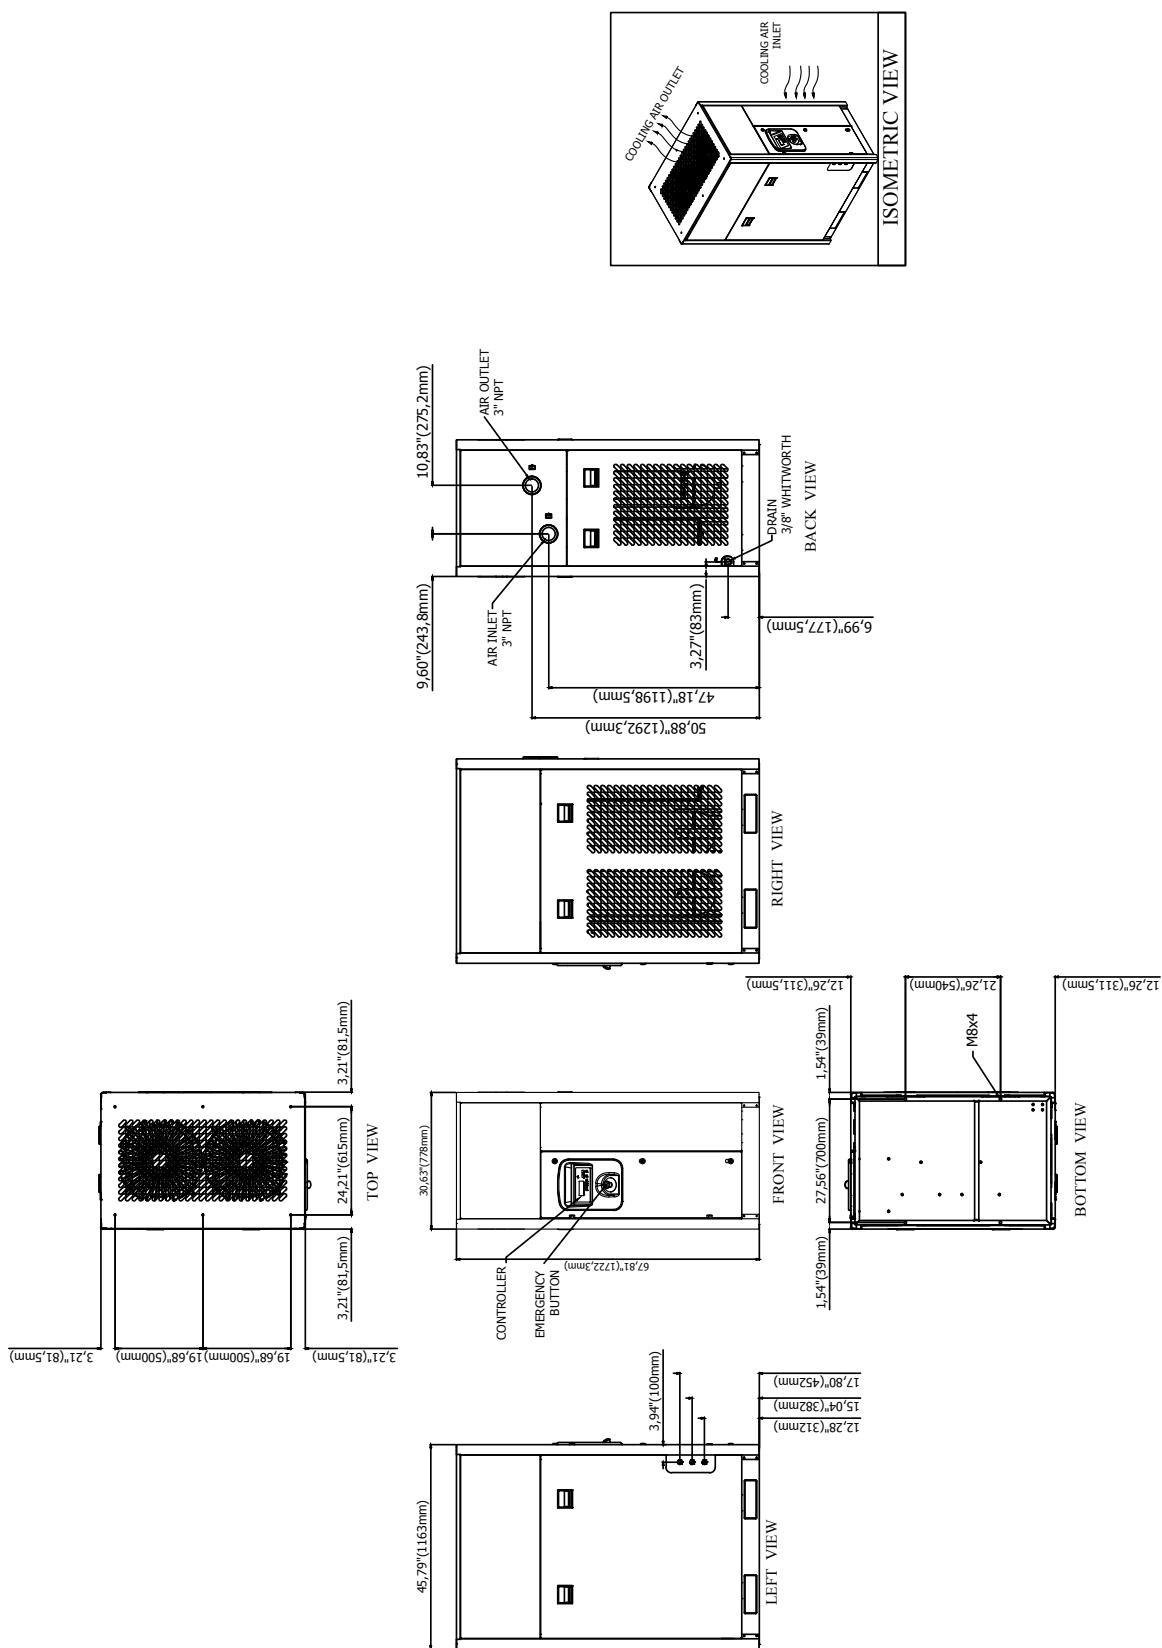 COOLING AIR OUTLET
COOLING AIR
INLET
ISOMETRIC VIEW
9,60"(243,8mm)
10,83"(275,2mm)
AIR INLET
3" NPT
AIR OUTLET
3" NPT
50,88"(1292,3mm)
47,18"(1198,5mm)
3,27"(83mm)
6,99"(177,5mm)
DRAIN
3/8" WHITWORTH
BACK VIEW
RIGHT VIEW
3,21"(81,5mm)
19,68"(500mm)
19,68"(500mm)
3,21"(81,5mm)
3,21"(81,5mm)
24,21"(615mm)
3,21"(81,5mm)
TOP VIEW
30,63"(778mm)
67,81"(1722,3mm)
CONTROLLER
EMERGENCY
BUTTON
FRONT VIEW
12,26"(311,5mm)
21,26"(540mm)
12,26"(311,5mm)
1,54"(39mm)
27,56"(700mm)
1,54"(39mm)
M8x4
BOTTOM VIEW
45,79"(1163mm)
3,94"(100mm)
17,80"(452mm)
15,04"(382mm)
12,28"(312mm)
LEFT VIEW